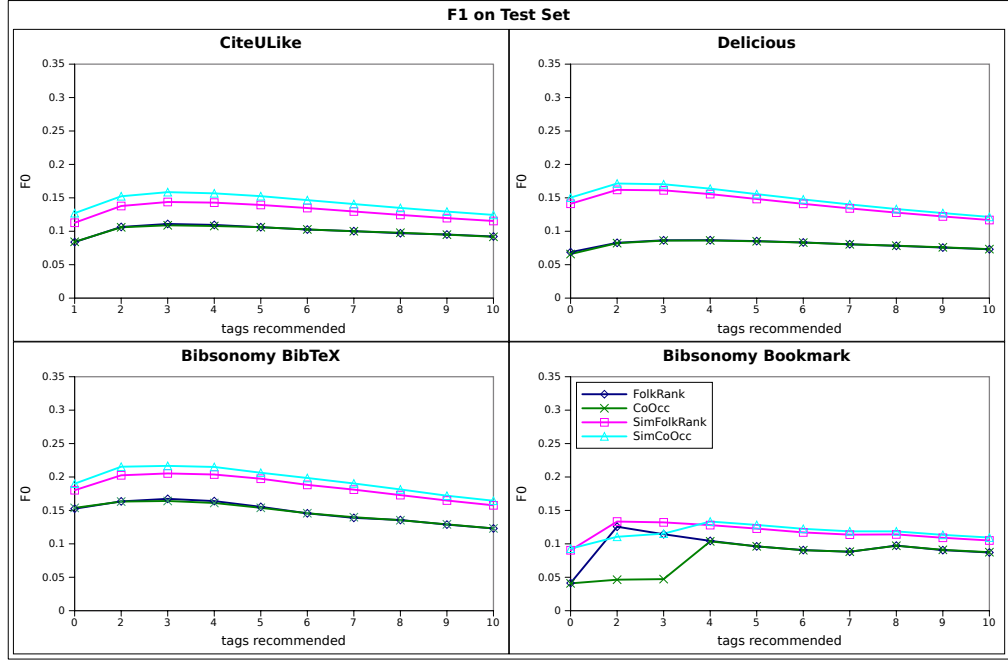 F1 on Test Set
CiteULike
0.35
0.3
0.25
0.2
0.15
0.1
0.05
0
F0
1 2 3 4 5 6 7 8 9 10
tags recommended
Delicious
0.35
0.3
0.25
0.2
0.15
0.1
0.05
0
F0
0 2 3 4 5 6 7 8 9 10
tags recommended
Bibsonomy BibTeX
0.35
0.3
0.25
0.2
0.15
0.1
0.05
0
F0
0 2 3 4 5 6 7 8 9 10
tags recommended
Bibsonomy Bookmark
0.35
0.3
0.25
0.2
0.15
0.1
0.05
0
F0
FolkRank
CoOcc
SimFolkRank
SimCoOcc
0 2 3 4 5 6 7 8 9 10
tags recommended